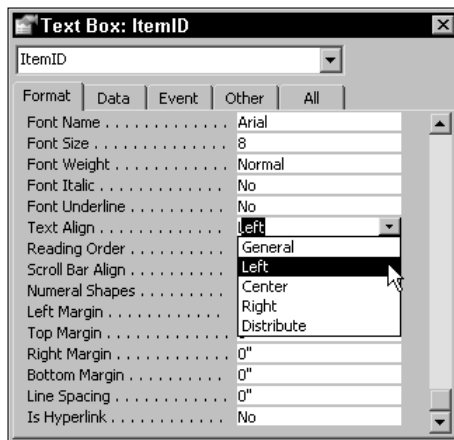 Text Box: ItemID
ItemID
Format Data Event Other All
Font Name . . . . . . . . . . . . . Arial
Font Size . . . . . . . . . . . . . . 8
Font Weight . . . . . . . . . . . . Normal
Font Italic . . . . . . . . . . . . . No
Font Underline . . . . . . . . . . No
Text Align . . . . . . . . . . . . . Left
Reading Order . . . . . . . . . . General
Scroll Bar Align . . . . . . . . . Left
Numeral Shapes . . . . . . . . . Center
Left Margin . . . . . . . . . . . . Right
Top Margin . . . . . . . . . . . . Distribute
Right Margin . . . . . . . . . . . 0"
Bottom Margin . . . . . . . . . . 0"
Line Spacing . . . . . . . . . . . 0"
Is Hyperlink . . . . . . . . . . . . No